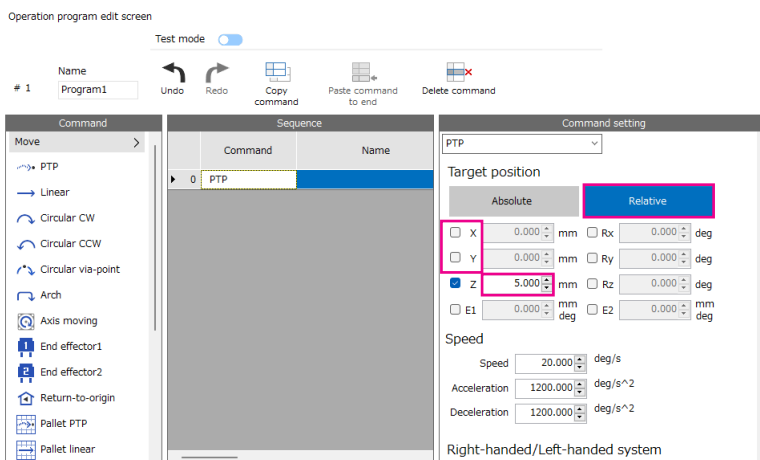 Operation program edit screen
Test mode
# 1
Name
Program1
Undo
Redo
Copy
command
Paste command
to end
Delete command
Command
Move
PTP
Linear
Circular CW
Circular CCW
Circular via-point
Arch
Axis moving
End effector1
End effector2
Return-to-origin
Pallet PTP
Pallet linear
Sequence
Command Name
0 PTP
Command setting
PTP
Target position
Absolute Relative
X 0.000 mm Rx 0.000 deg
Y 0.000 mm Ry 0.000 deg
Z 5.000 mm Rz 0.000 deg
E1 0.000 mm deg E2 0.000 mm deg
Speed
Speed 20.000 deg/s
Acceleration 1200.000 deg/s^2
Deceleration 1200.000 deg/s^2
Right-handed/Left-handed system